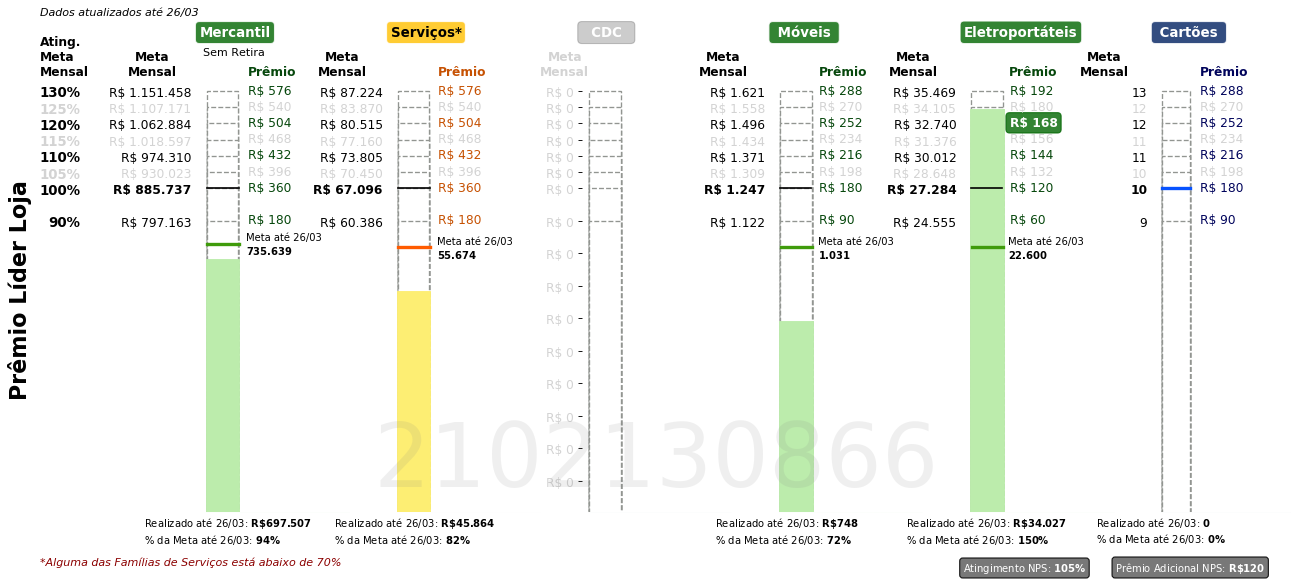 Dados atualizados até 26/03
Mercantil Serviços* CDC Móveis Eletroportáteis Cartões
Sem Retira
Ating. Meta Mensal
Meta Mensal Prêmio Meta Mensal Prêmio Meta Mensal Meta Mensal Prêmio Meta Mensal Prêmio Meta Mensal Prêmio
130% R$ 1.151.458 R$ 576 R$ 87.224 R$ 576 R$ 0 R$ 1.621 R$ 288 R$ 35.469 R$ 192 13 R$ 288
125% R$ 1.107.171 R$ 540 R$ 83.870 R$ 540 R$ 0 R$ 1.558 R$ 270 R$ 34.105 R$ 180 12 R$ 270
120% R$ 1.062.884 R$ 504 R$ 80.515 R$ 504 R$ 0 R$ 1.496 R$ 252 R$ 32.740 R$ 168 12 R$ 252
115% R$ 1.018.597 R$ 468 R$ 77.160 R$ 468 R$ 0 R$ 1.434 R$ 234 R$ 31.376 R$ 156 11 R$ 234
110% R$ 974.310 R$ 432 R$ 73.805 R$ 432 R$ 0 R$ 1.371 R$ 216 R$ 30.012 R$ 144 11 R$ 216
105% R$ 930.023 R$ 396 R$ 70.450 R$ 396 R$ 0 R$ 1.309 R$ 198 R$ 28.648 R$ 132 10 R$ 198
100% R$ 885.737 R$ 360 R$ 67.096 R$ 360 R$ 0 R$ 1.247 R$ 180 R$ 27.284 R$ 120 10 R$ 180
90% R$ 797.163 R$ 180 R$ 60.386 R$ 180 R$ 0 R$ 1.122 R$ 90 R$ 24.555 R$ 60 9 R$ 90
Meta até 26/03 Meta até 26/03 Meta até 26/03 Meta até 26/03
735.639 55.674 1.031 22.600
R$ 0
R$ 0
R$ 0
R$ 0
R$ 0
R$ 0
R$ 0
R$ 0
Prêmio Líder Loja
2102130866
Realizado até 26/03: R$697.507 Realizado até 26/03: R$45.864 Realizado até 26/03: R$748 Realizado até 26/03: R$34.027 Realizado até 26/03: 0
% da Meta até 26/03: 94% % da Meta até 26/03: 82% % da Meta até 26/03: 72% % da Meta até 26/03: 150% % da Meta até 26/03: 0%
*Alguma das Famílias de Serviços está abaixo de 70%
Atingimento NPS: 105% Prêmio Adicional NPS: R$120